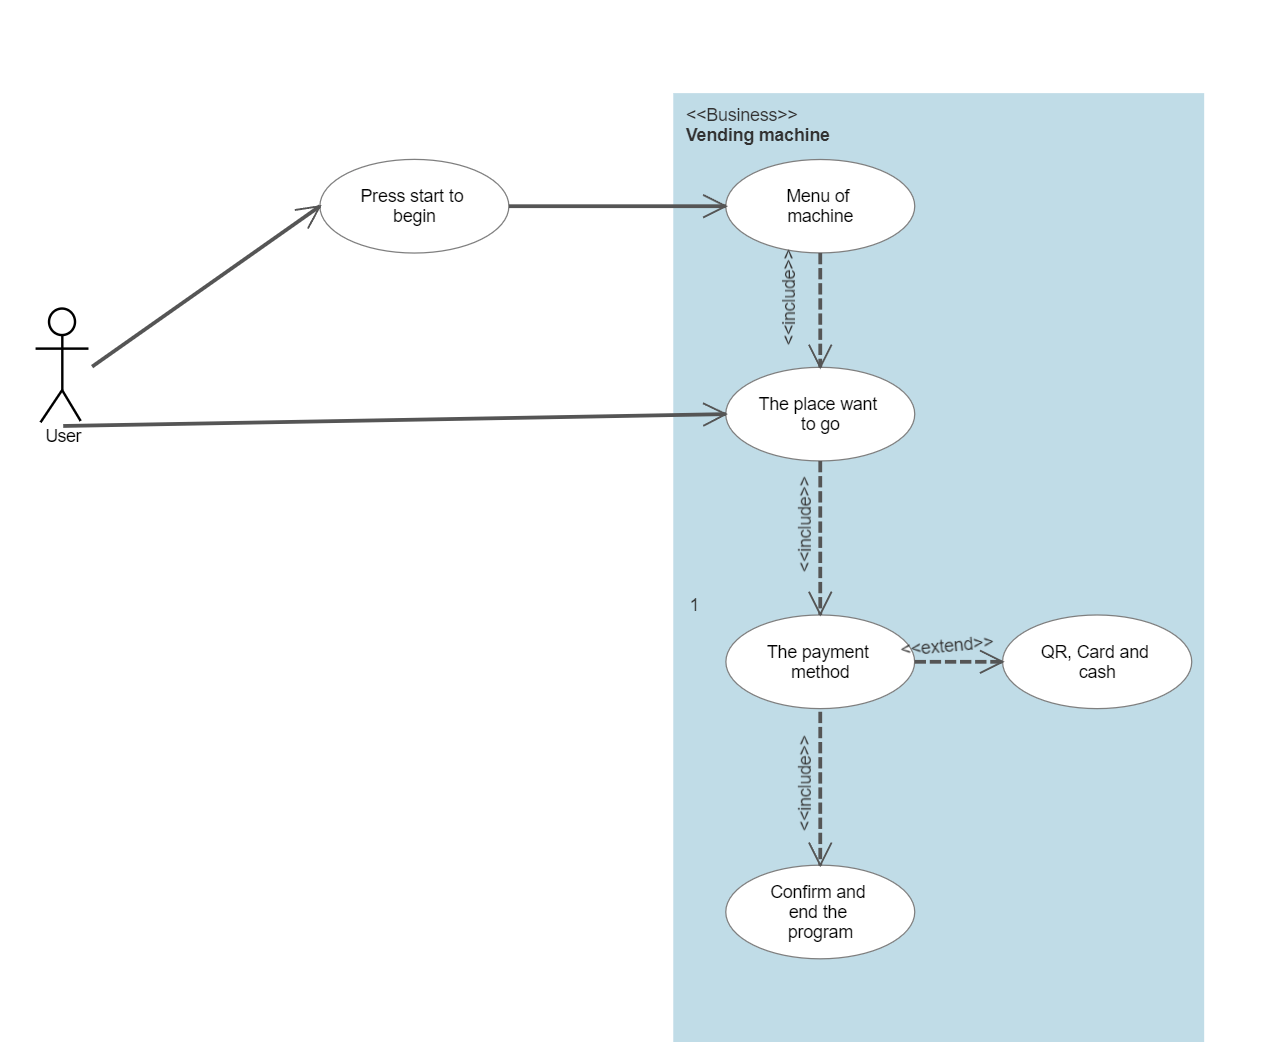 <<Business>>
Vending machine
Press start to
begin
Menu of
machine
<<include>>
User
The place want
to go
<<include>>
1
The payment
method
<<extend>>
QR, Card and
cash
<<include>>
Confirm and
end the
program